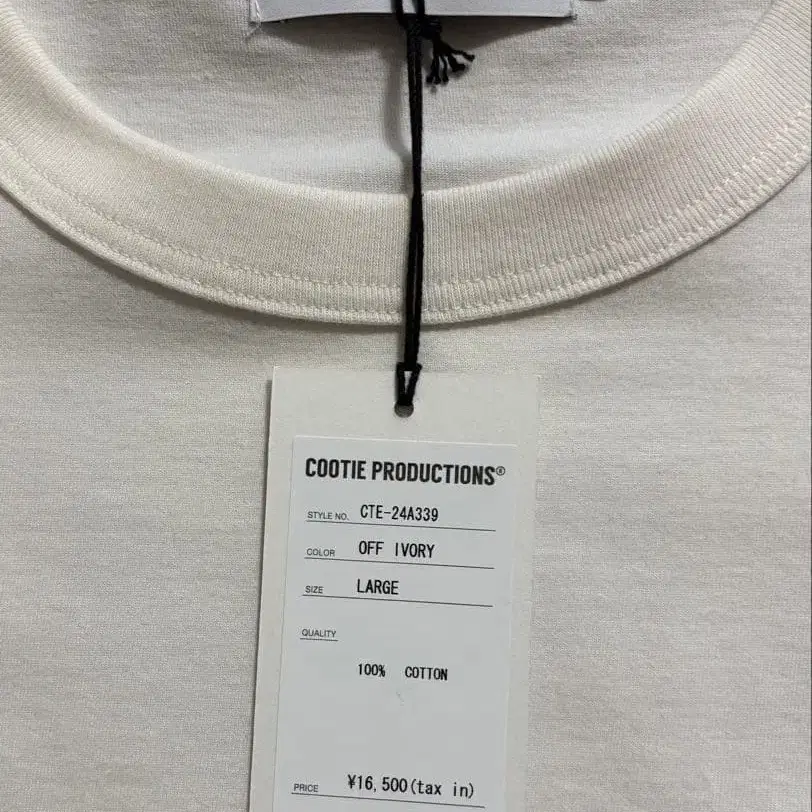 COOTIE PRODUCTIONS®
STYLE NO. CTE-24A339
COLOR OFF IVORY
SIZE LARGE
QUALITY
100% COTTON
PRICE ¥16,500(tax in)